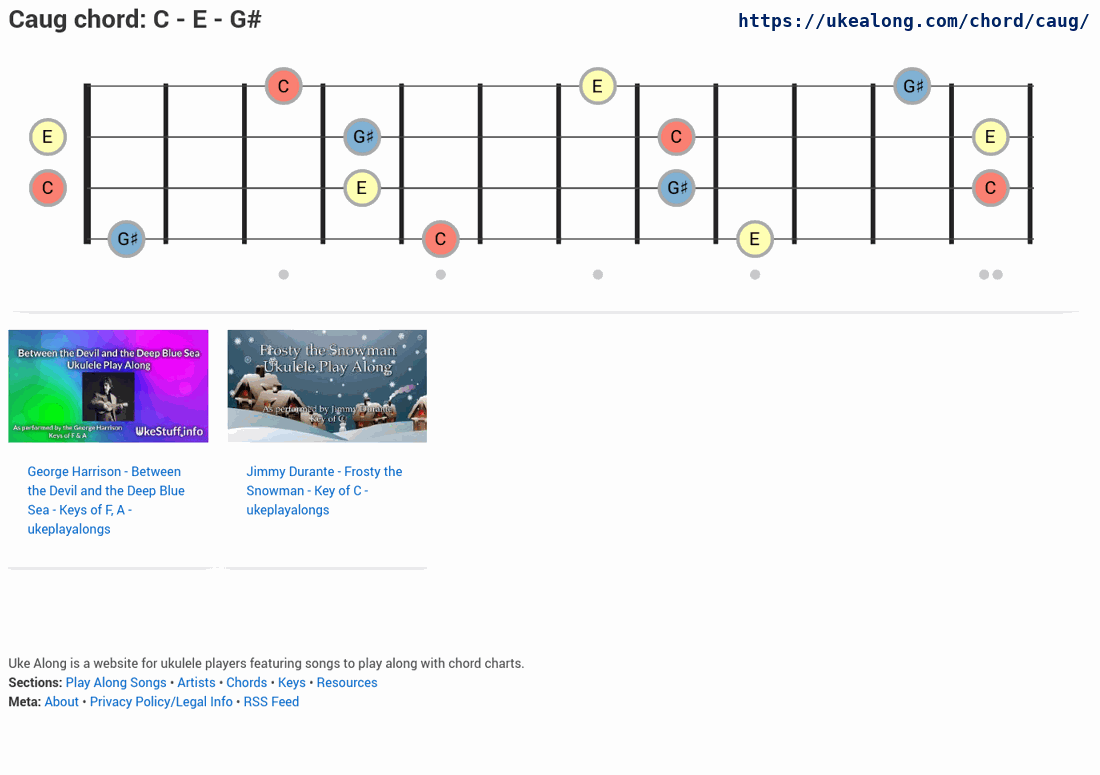 Caug chord: C - E - G#
https://ukealong.com/chord/caug/
C E G♯
E G♯ C E
C E G♯ C
G♯ C E
Between the Devil and the Deep Blue Sea
Ukulele Play Along
As performed by the George Harrison
Keys of F & A
UkeStuff.info
Frosty the Snowman
Ukulele Play Along
As performed by Jimmy Durante
Key of C
George Harrison - Between
the Devil and the Deep Blue
Sea - Keys of F, A -
ukeplayalongs
Jimmy Durante - Frosty the
Snowman - Key of C -
ukeplayalongs
Uke Along is a website for ukulele players featuring songs to play along with chord charts.
Sections: Play Along Songs • Artists • Chords • Keys • Resources
Meta: About • Privacy Policy/Legal Info • RSS Feed